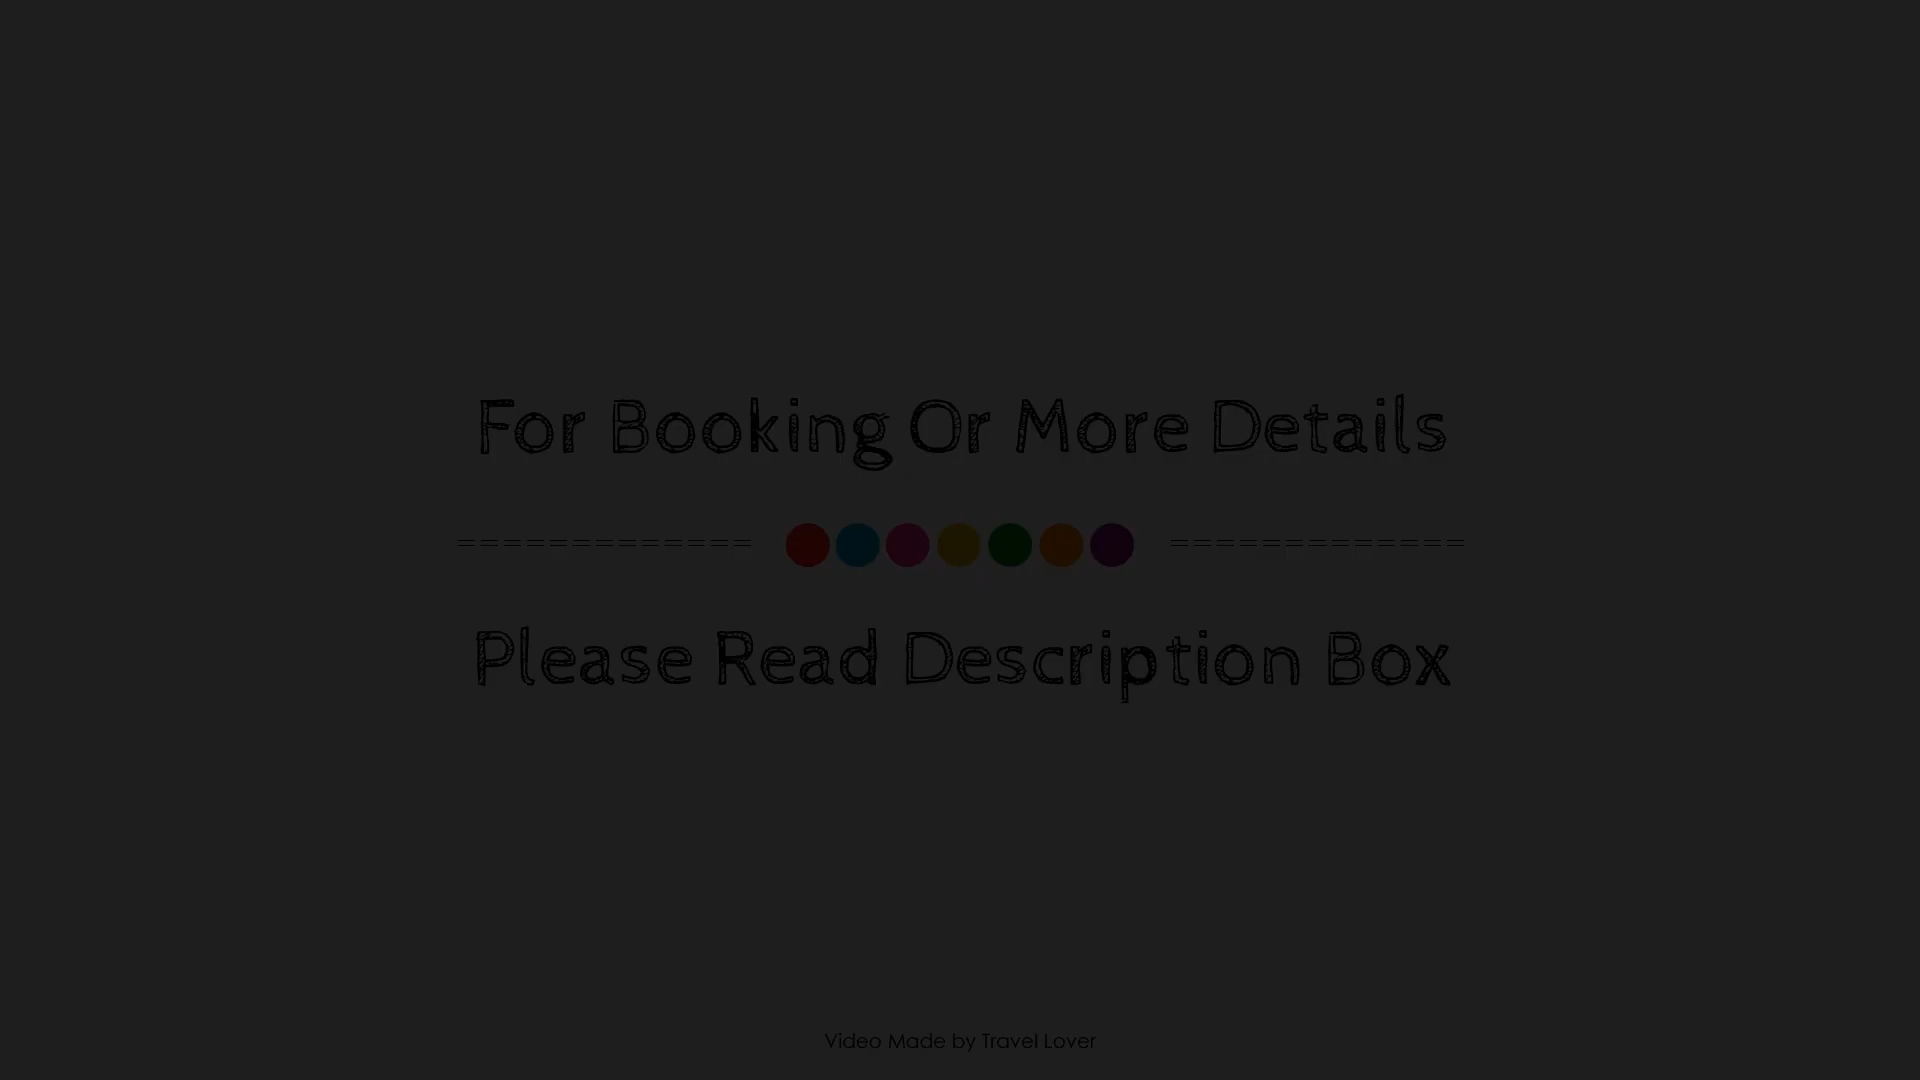 For Booking Or More Details
============= =============
Please Read Description Box
Video Made by Travel Lover